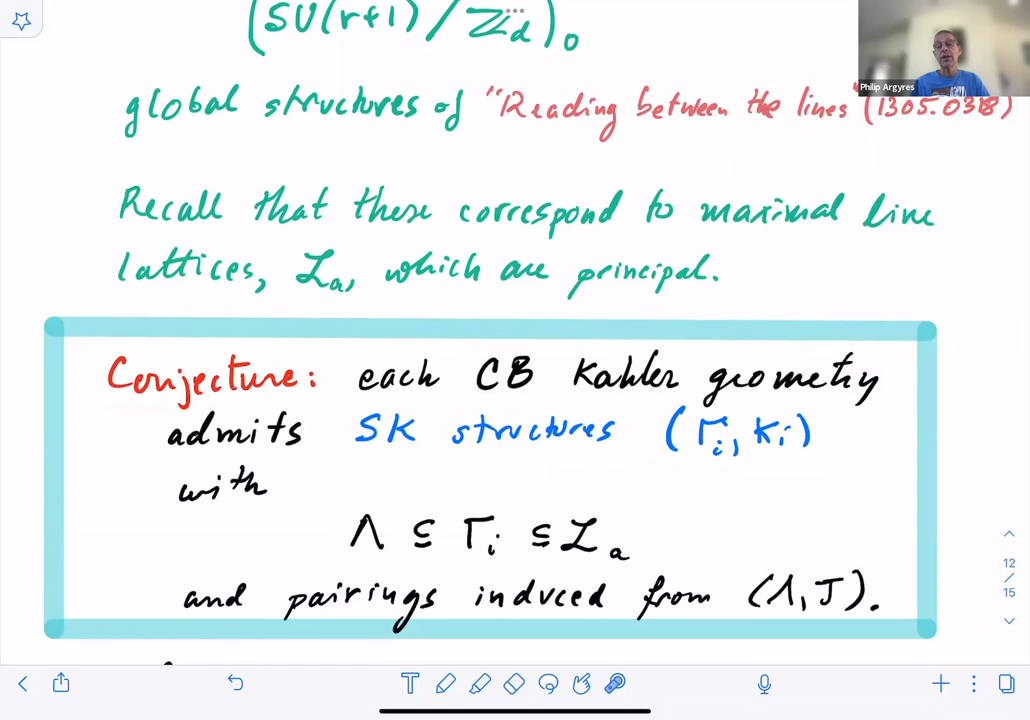 (SU(r+1)/ℤ_d)_0
Philip Argyres
global structures of "Reading between the lines (1305.0318)
Recall that these correspond to maximal line
lattices, ℒ_a, which are principal.
Conjecture: each CB Kahler geometry
admits SK structures (Γ_i, K_i)
with
Λ ⊆ Γ_i ⊆ ℒ_a
and pairings induced from (Λ, J).
12
/
15
T